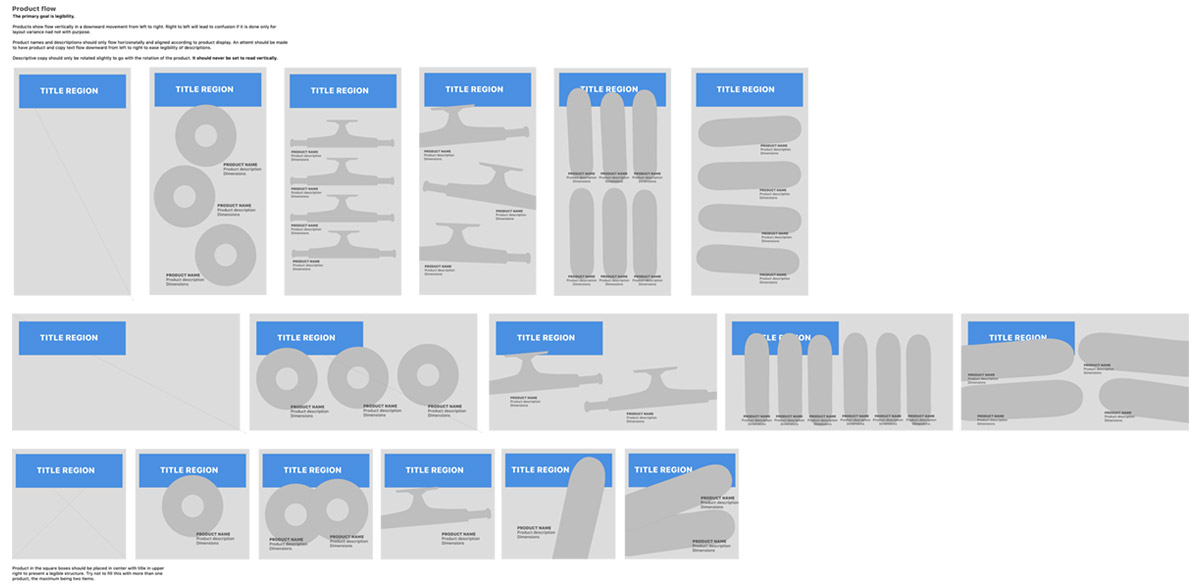 Product flow
The primary goal is legibility.
Products show flow vertically in a downward movement from left to right. Right to left will lead to confusion if it is done only for
layout variance nad not with purpose.
Product names and descritptions should only flow horizonatally and aligned according to product display. An attemt should be made
to have product and copy text flow downward from left to right to ease legibility of descriptions.
Descriptive copy should only be rotated slightly to go with the rotation of the product. It should never be set to read vertically.
TITLE REGION
TITLE REGION
PRODUCT NAME
Product description
Dimensions
PRODUCT NAME
Product description
Dimensions
PRODUCT NAME
Product description
Dimensions
TITLE REGION
PRODUCT NAME
Product description
Dimensions
PRODUCT NAME
Product description
Dimensions
PRODUCT NAME
Product description
Dimensions
PRODUCT NAME
Product description
Dimensions
TITLE REGION
PRODUCT NAME
Product description
Dimensions
PRODUCT NAME
Product description
Dimensions
PRODUCT NAME
Product description
Dimensions
TITLE REGION
PRODUCT NAME PRODUCT NAME PRODUCT NAME
Product description Product description Product description
Dimensions Dimensions Dimensions
PRODUCT NAME PRODUCT NAME PRODUCT NAME
Product description Product description Product description
Dimensions Dimensions Dimensions
TITLE REGION
PRODUCT NAME
Product description
Dimensions
PRODUCT NAME
Product description
Dimensions
PRODUCT NAME
Product description
Dimensions
PRODUCT NAME
Product description
Dimensions
TITLE REGION
TITLE REGION
PRODUCT NAME
Product description
Dimensions
PRODUCT NAME
Product description
Dimensions
PRODUCT NAME
Product description
Dimensions
TITLE REGION
PRODUCT NAME
Product description
Dimensions
PRODUCT NAME
Product description
Dimensions
PRODUCT NAME PRODUCT NAME PRODUCT NAME PRODUCT NAME PRODUCT NAME PRODUCT NAME
Product description Product description Product description Product description Product description Product description
Dimensions Dimensions Dimensions Dimensions Dimensions Dimensions
TITLE REGION
PRODUCT NAME
Product description
Dimensions
PRODUCT NAME
Product description
Dimensions
PRODUCT NAME
Product description
Dimensions
PRODUCT NAME
Product description
Dimensions
TITLE REGION
TITLE REGION
PRODUCT NAME
Product description
Dimensions
TITLE REGION
PRODUCT NAME
Product description
Dimensions
PRODUCT NAME
Product description
Dimensions
TITLE REGION
PRODUCT NAME
Product description
Dimensions
TITLE REGION
PRODUCT NAME
Product description
Dimensions
TITLE REGION
PRODUCT NAME
Product description
Dimensions
PRODUCT NAME
Product description
Dimensions
Product in the square boxes should be placed in center with title in upper
right to present a legible structure. Try not to fill this with more than one
product, the maximum being two items.